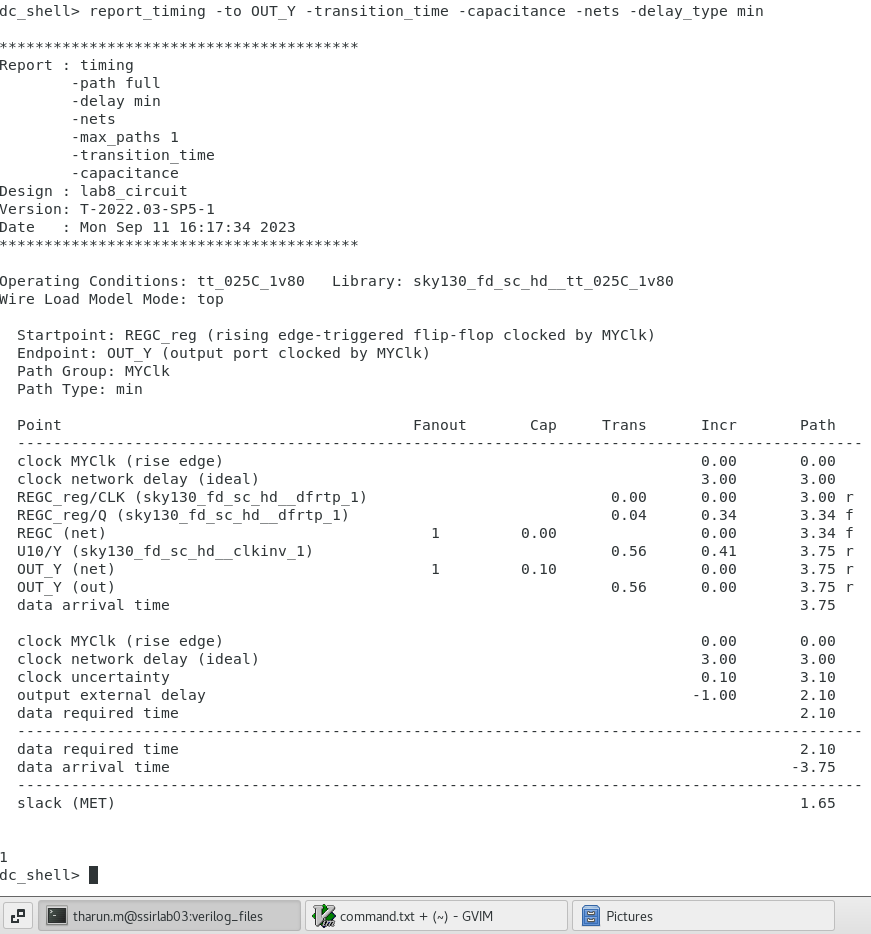 dc_shell> report_timing -to OUT_Y -transition_time -capacitance -nets -delay_type min
****************************************
Report : timing
        -path full
        -delay min
        -nets
        -max_paths 1
        -transition_time
        -capacitance
Design : lab8_circuit
Version: T-2022.03-SP5-1
Date   : Mon Sep 11 16:17:34 2023
****************************************
Operating Conditions: tt_025C_1v80   Library: sky130_fd_sc_hd__tt_025C_1v80
Wire Load Model Mode: top
  Startpoint: REGC_reg (rising edge-triggered flip-flop clocked by MYClk)
  Endpoint: OUT_Y (output port clocked by MYClk)
  Path Group: MYClk
  Path Type: min
  Point                                       Fanout       Cap     Trans      Incr       Path
  ----------------------------------------------------------------------------------------------
  clock MYClk (rise edge)                                                     0.00       0.00
  clock network delay (ideal)                                                 3.00       3.00
  REGC_reg/CLK (sky130_fd_sc_hd__dfrtp_1)                           0.00      0.00       3.00 r
  REGC_reg/Q (sky130_fd_sc_hd__dfrtp_1)                             0.04      0.34       3.34 f
  REGC (net)                                    1         0.00                0.00       3.34 f
  U10/Y (sky130_fd_sc_hd__clkinv_1)                                 0.56      0.41       3.75 r
  OUT_Y (net)                                   1         0.10                0.00       3.75 r
  OUT_Y (out)                                                       0.56      0.00       3.75 r
  data arrival time                                                                      3.75
  clock MYClk (rise edge)                                                     0.00       0.00
  clock network delay (ideal)                                                 3.00       3.00
  clock uncertainty                                                           0.10       3.10
  output external delay                                                      -1.00       2.10
  data required time                                                                     2.10
  ----------------------------------------------------------------------------------------------
  data required time                                                                     2.10
  data arrival time                                                                     -3.75
  ----------------------------------------------------------------------------------------------
  slack (MET)                                                                            1.65
1
dc_shell>
tharun.m@ssirlab03:verilog_files
command.txt + (~) - GVIM
Pictures